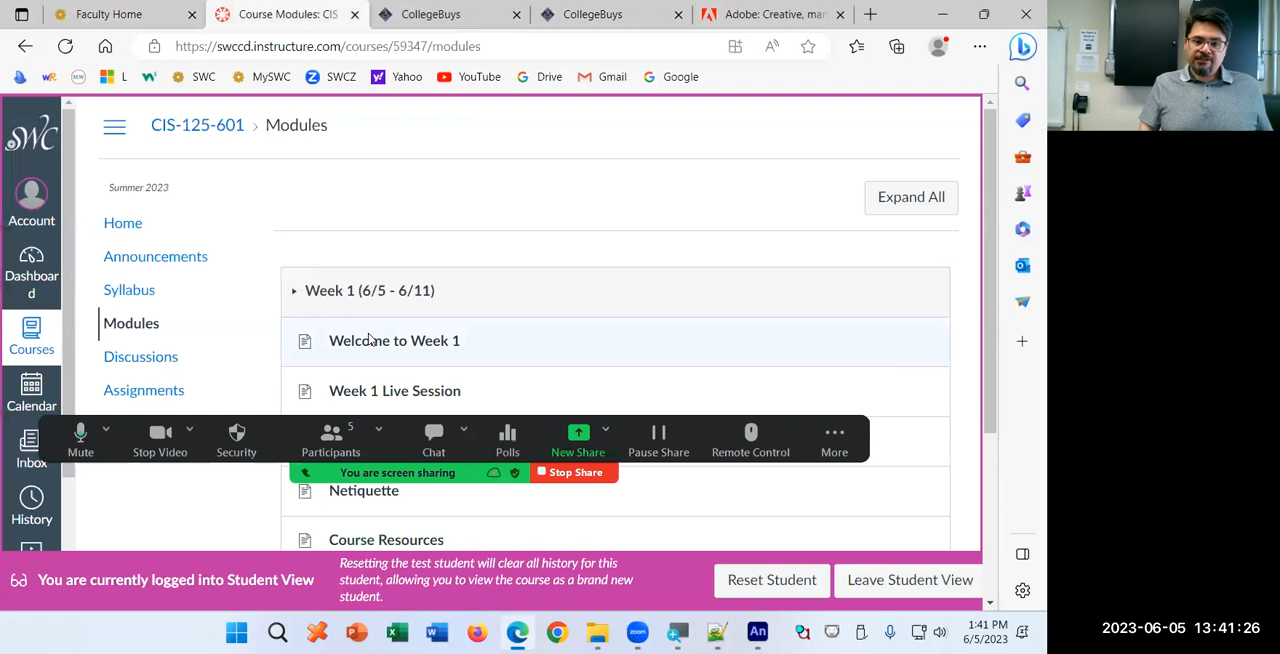 Faculty Home
Course Modules: CIS
CollegeBuys
CollegeBuys
Adobe: Creative, mar
https://swccd.instructure.com/courses/59347/modules
L
SWC
MySWC
SWCZ
Yahoo
YouTube
Drive
Gmail
Google
SWC
CIS-125-601 › Modules
Summer 2023
Expand All
Account
Dashboar
d
Courses
Calendar
Inbox
History
Home
Announcements
Syllabus
Modules
Discussions
Assignments
Week 1 (6/5 - 6/11)
Welcome to Week 1
Week 1 Live Session
Mute
Stop Video
Security
5
Participants
Chat
Polls
New Share
Pause Share
Remote Control
More
You are screen sharing
Stop Share
Netiquette
Course Resources
You are currently logged into Student View
Resetting the test student will clear all history for this
student, allowing you to view the course as a brand new
student.
Reset Student
Leave Student View
zoom
An
1:41 PM
6/5/2023
2023-06-05 13:41:26